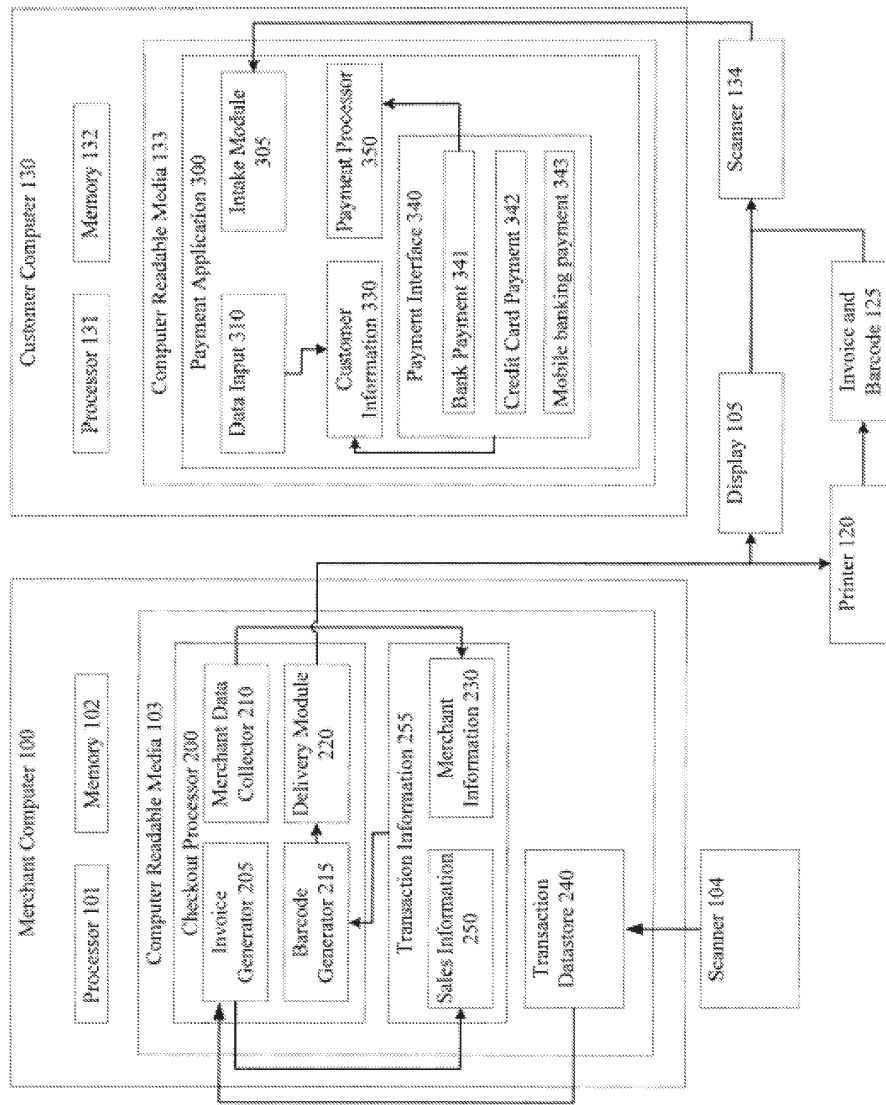 Merchant Computer 100
Processor 101
Memory 102
Computer Readable Media 103
Checkout Processor 200
Invoice
Generator 205
Merchant Data
Collector 210
Barcode
Generator 215
Delivery Module
220
Transaction Information 255
Sales Information
250
Merchant
Information 230
Transaction
Datastore 240
Scanner 104
Printer 120
Display 105
Invoice and
Barcode 125
Scanner 134
Customer Computer 130
Processor 131
Memory 132
Computer Readable Media 133
Payment Application 300
Data Input 310
Intake Module
305
Customer
Information 330
Payment Processor
350
Payment Interface 340
Bank Payment 341
Credit Card Payment 342
Mobile banking payment 343